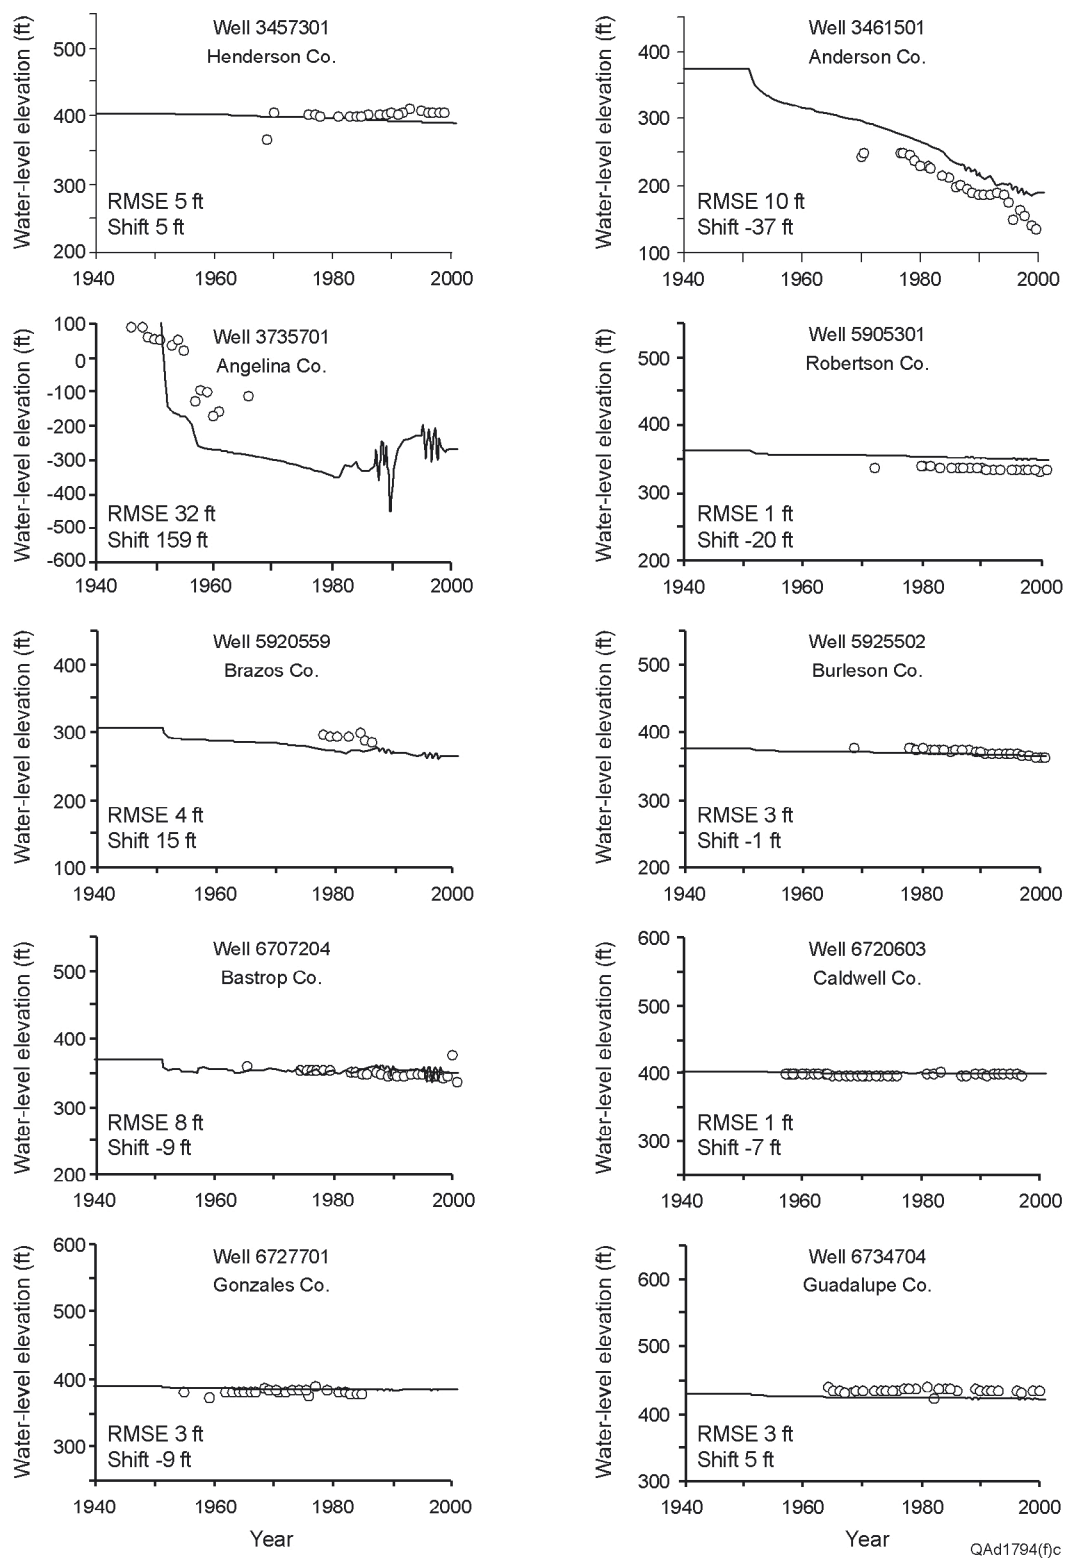 Water-level elevation (ft)
Well 3457301
Henderson Co.
500
400
300
200
RMSE 5 ft
Shift 5 ft
1940
1960
1980
2000
Water-level elevation (ft)
Well 3461501
Anderson Co.
400
300
200
100
RMSE 10 ft
Shift -37 ft
1940
1960
1980
2000
Water-level elevation (ft)
Well 3735701
Angelina Co.
100
0
-100
-200
-300
-400
-500
-600
RMSE 32 ft
Shift 159 ft
1940
1960
1980
2000
Water-level elevation (ft)
Well 5905301
Robertson Co.
500
400
300
200
RMSE 1 ft
Shift -20 ft
1940
1960
1980
2000
Water-level elevation (ft)
Well 5920559
Brazos Co.
400
300
200
100
RMSE 4 ft
Shift 15 ft
1940
1960
1980
2000
Water-level elevation (ft)
Well 5925502
Burleson Co.
500
400
300
200
RMSE 3 ft
Shift -1 ft
1940
1960
1980
2000
Water-level elevation (ft)
Well 6707204
Bastrop Co.
500
400
300
200
RMSE 8 ft
Shift -9 ft
1940
1960
1980
2000
Water-level elevation (ft)
Well 6720603
Caldwell Co.
600
500
400
300
RMSE 1 ft
Shift -7 ft
1940
1960
1980
2000
Water-level elevation (ft)
Well 6727701
Gonzales Co.
600
500
400
300
RMSE 3 ft
Shift -9 ft
1940
1960
1980
2000
Year
Water-level elevation (ft)
Well 6734704
Guadalupe Co.
600
500
400
300
RMSE 3 ft
Shift 5 ft
1940
1960
1980
2000
Year
QAd1794(f)c